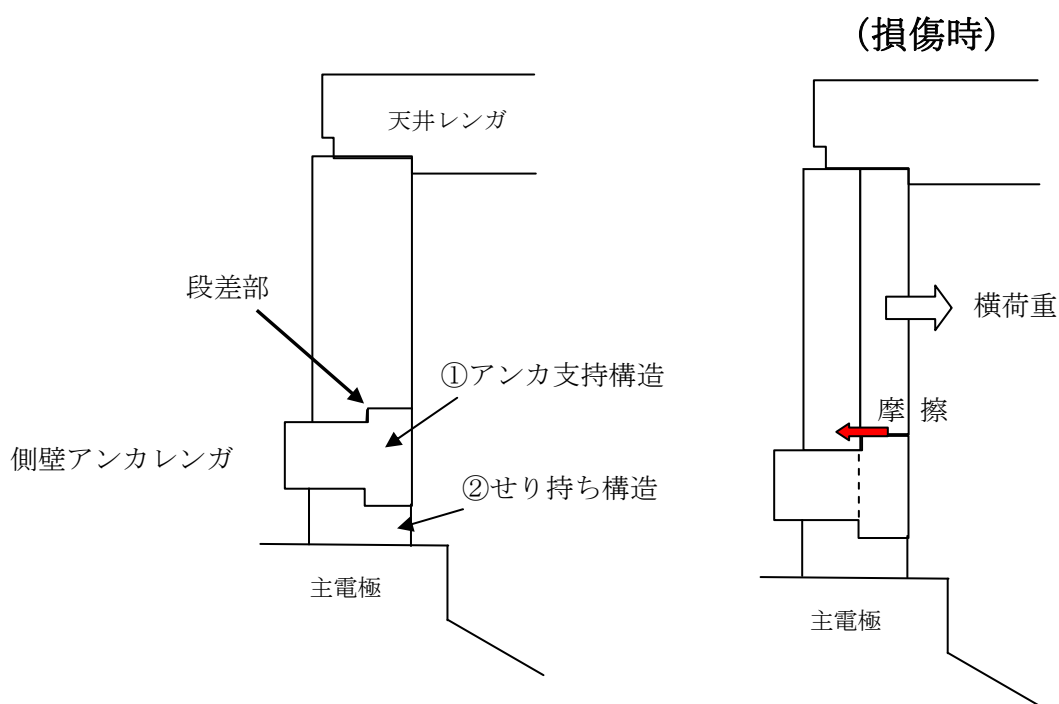 (損傷時)
天井レンガ
段差部
①アンカ支持構造
側壁アンカレンガ
②せり持ち構造
主電極
横荷重
摩擦
主電極